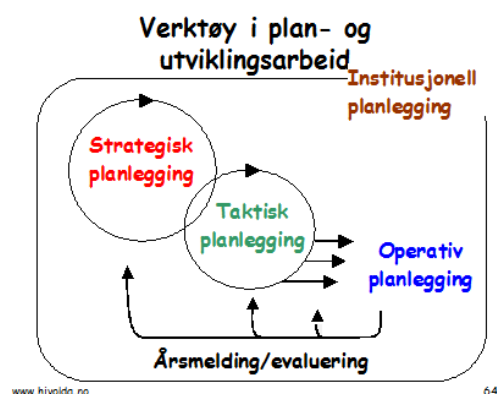 Verktøy i plan- og
utviklingsarbeid
Institusjonell
planlegging
Strategisk
planlegging
Taktisk
planlegging
Operativ
planlegging
Årsmelding/evaluering
www.hivolda.no
64